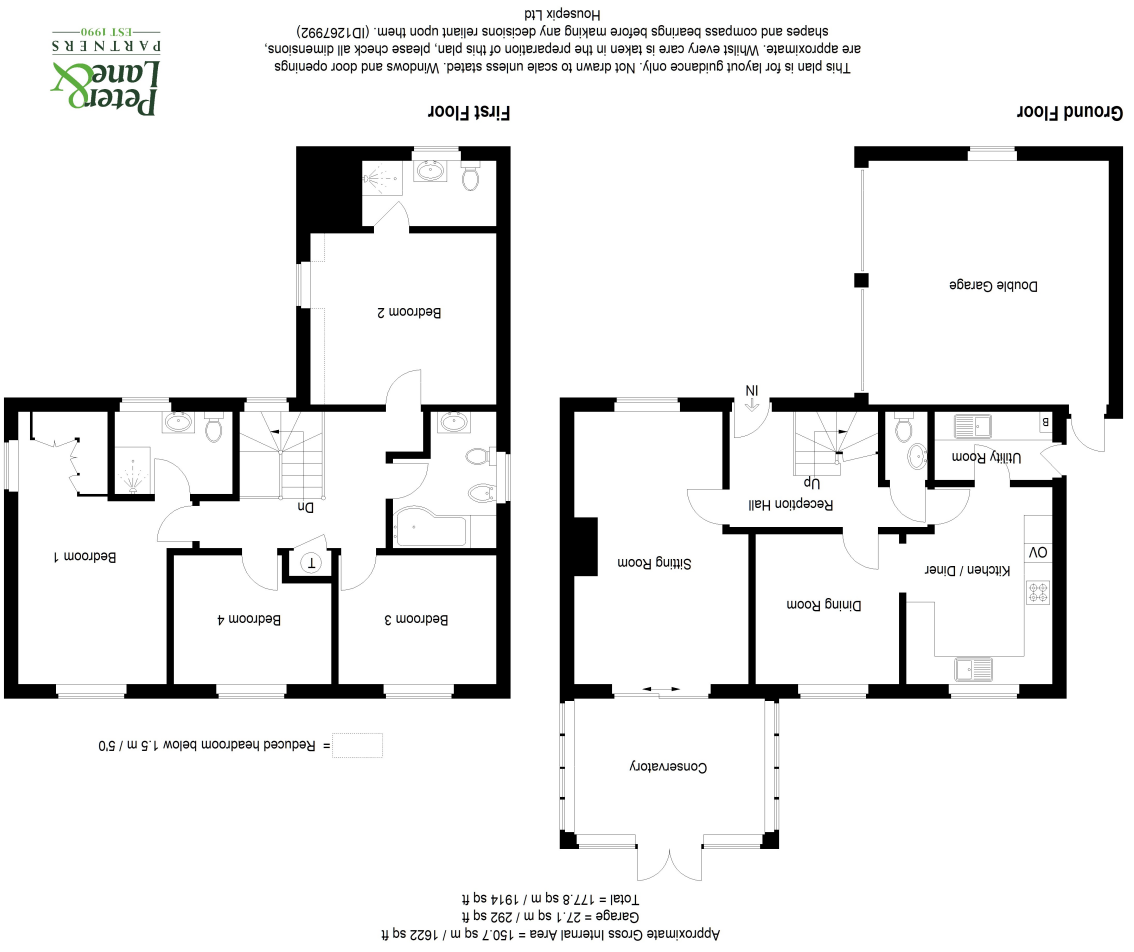 Approximate Gross Internal Area = 150.7 sq m / 1622 sq ft
Garage = 27.1 sq m / 292 sq ft
Total = 177.8 sq m / 1914 sq ft
Conservatory
= Reduced headroom below 1.5 m / 5'0
Kitchen / Diner
OV
Dining Room
Sitting Room
Utility Room
B
Reception Hall
Up
IN
Double Garage
Ground Floor
Bedroom 3
Bedroom 4
T
Bedroom 1
Dn
Bedroom 2
First Floor
This plan is for layout guidance only. Not drawn to scale unless stated. Windows and door openings
are approximate. Whilst every care is taken in the preparation of this plan, please check all dimensions,
shapes and compass bearings before making any decisions reliant upon them. (ID1267992)
Housepix Ltd
Peter &
Lane
PARTNERS
EST 1990